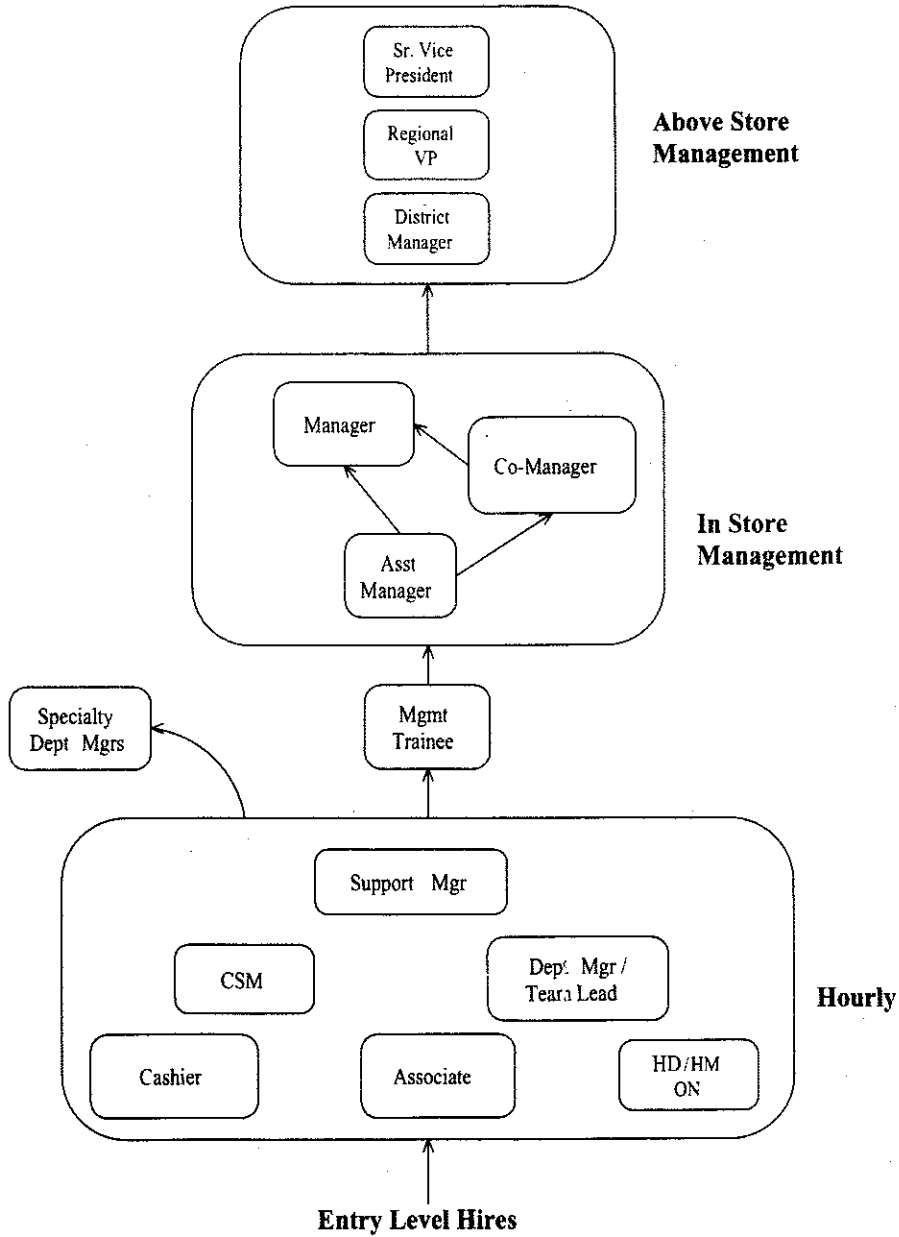 Sr. Vice
President
Regional
VP
District
Manager
Above Store
Management
Manager
Co-Manager
Asst
Manager
In Store
Management
Specialty
Dept Mgrs
Mgmt
Trainee
Support Mgr
CSM
Dept Mgr /
Team Lead
Hourly
Cashier
Associate
HD/HM
ON
Entry Level Hires